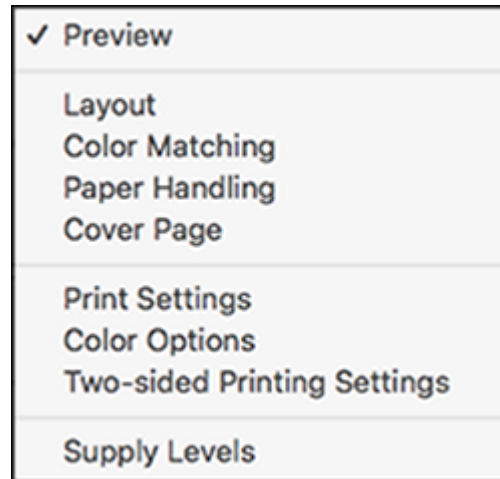 ✓ Preview
Layout
Color Matching
Paper Handling
Cover Page
Print Settings
Color Options
Two-sided Printing Settings
Supply Levels